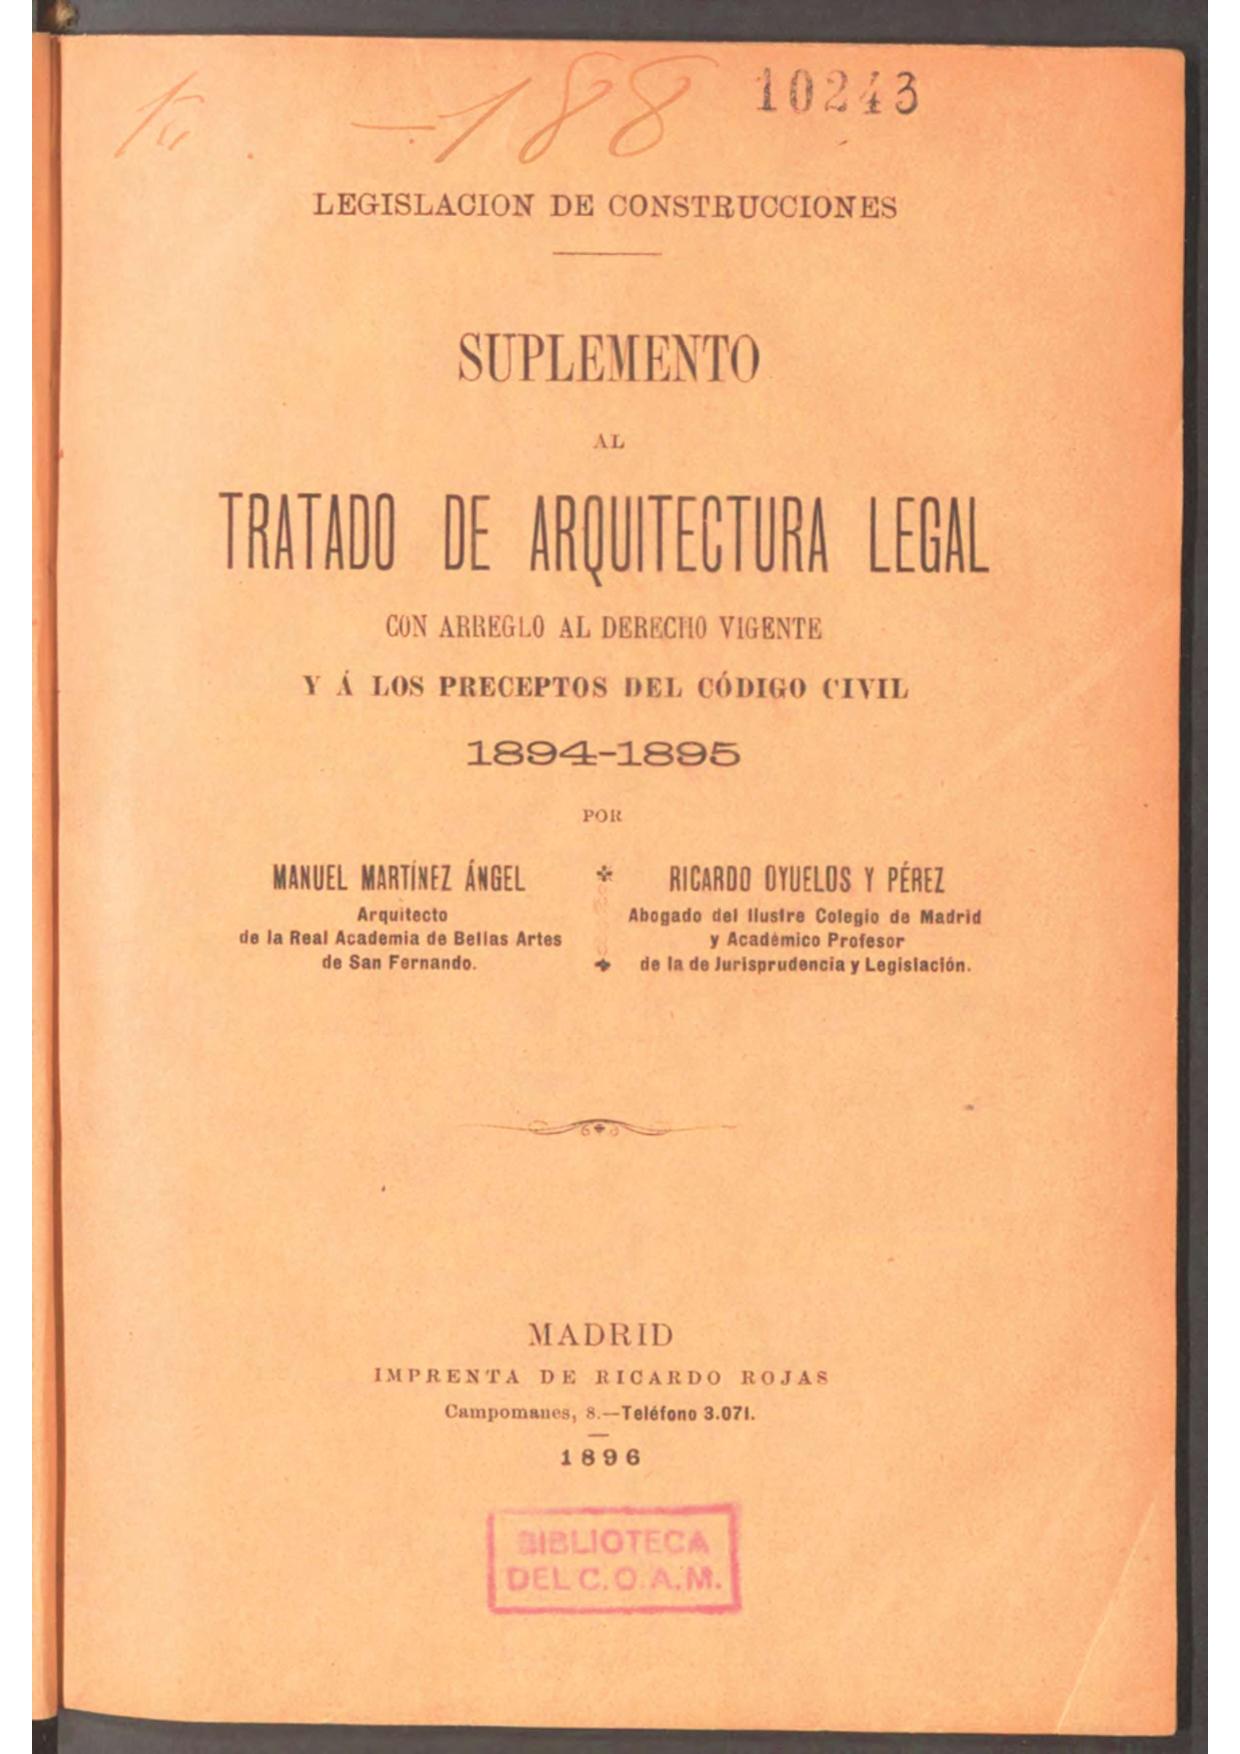 188
10243
LEGISLACION DE CONSTRUCCIONES
SUPLEMENTO
AL
TRATADO DE ARQUITECTURA LEGAL
CON ARREGLO AL DERECHO VIGENTE
Y Á LOS PRECEPTOS DEL CÓDIGO CIVIL
1894-1895
POR
MANUEL MARTÍNEZ ÁNGEL
Arquitecto
de la Real Academia de Bellas Artes
de San Fernando.
RICARDO OYUELOS Y PÉREZ
Abogado del Ilustre Colegio de Madrid
y Académico Profesor
de la de Jurisprudencia y Legislación.
MADRID
IMPRENTA DE RICARDO ROJAS
Campomanes, 8.—Teléfono 3.071.
1896
BIBLIOTECA
DEL C.O.A.M.